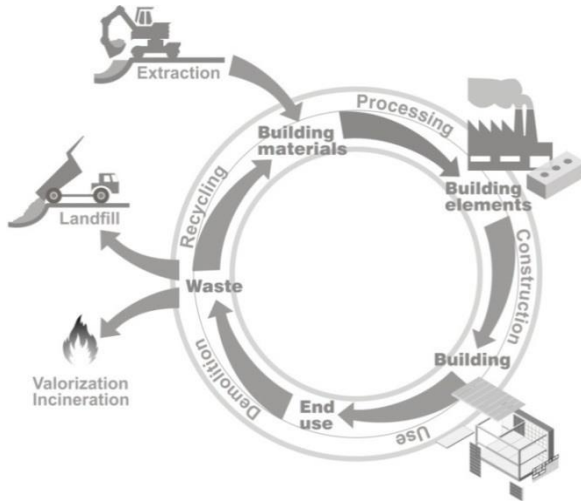 Extraction
Processing
Building
materials
Building
elements
Landfill
Recycling
Construction
Waste
Building
Valorization
Incineration
Demolition
End
use
Use